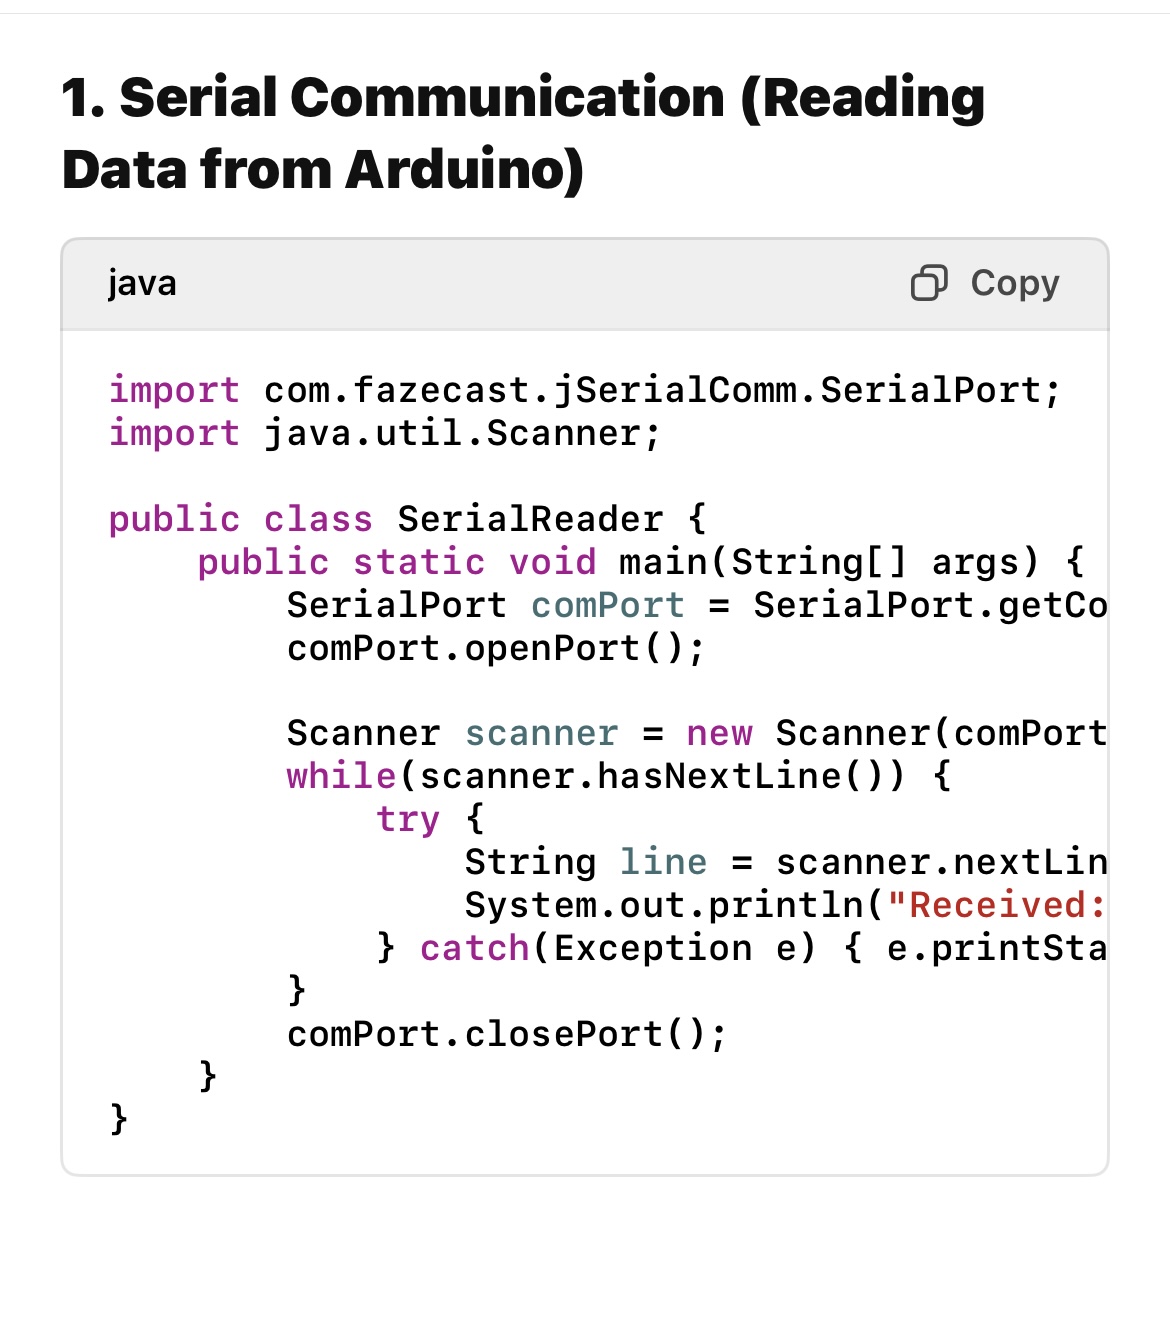 1. Serial Communication (Reading
Data from Arduino)
java
Copy
import com.fazecast.jSerialComm.SerialPort;
import java.util.Scanner;
public class SerialReader {
public static void main(String[] args) {
SerialPort comPort = SerialPort.getCo
comPort.openPort();
Scanner scanner = new Scanner(comPort
while(scanner.hasNextLine()) {
try {
String line = scanner.nextLin
System.out.println("Received:
} catch(Exception e) { e.printSta
}
comPort.closePort();
}
}